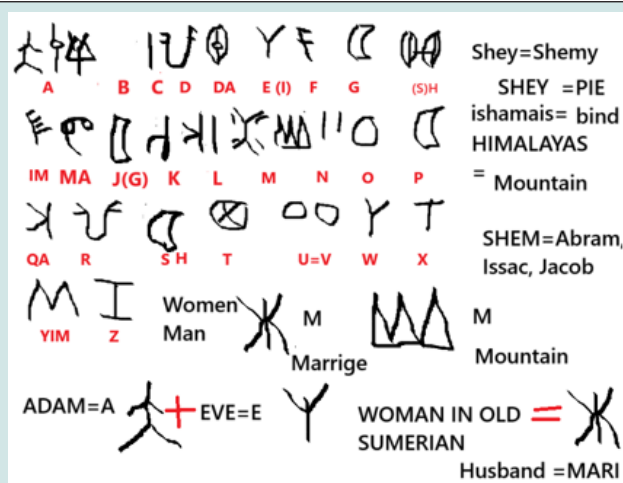 Shey=Shemy
A B C D DA E (I) F G (S)H
SHEY =PIE
ishamais= bind
IM MA J(G) K L M N O P
HIMALAYAS
= Mountain
QA R S H T U=V W X
SHEM=Abram,
Issac, Jacob
YIM Z
Women
Man
M
Marrige
M
Mountain
ADAM=A + EVE=E
WOMAN IN OLD =
SUMERIAN
Husband =MARI